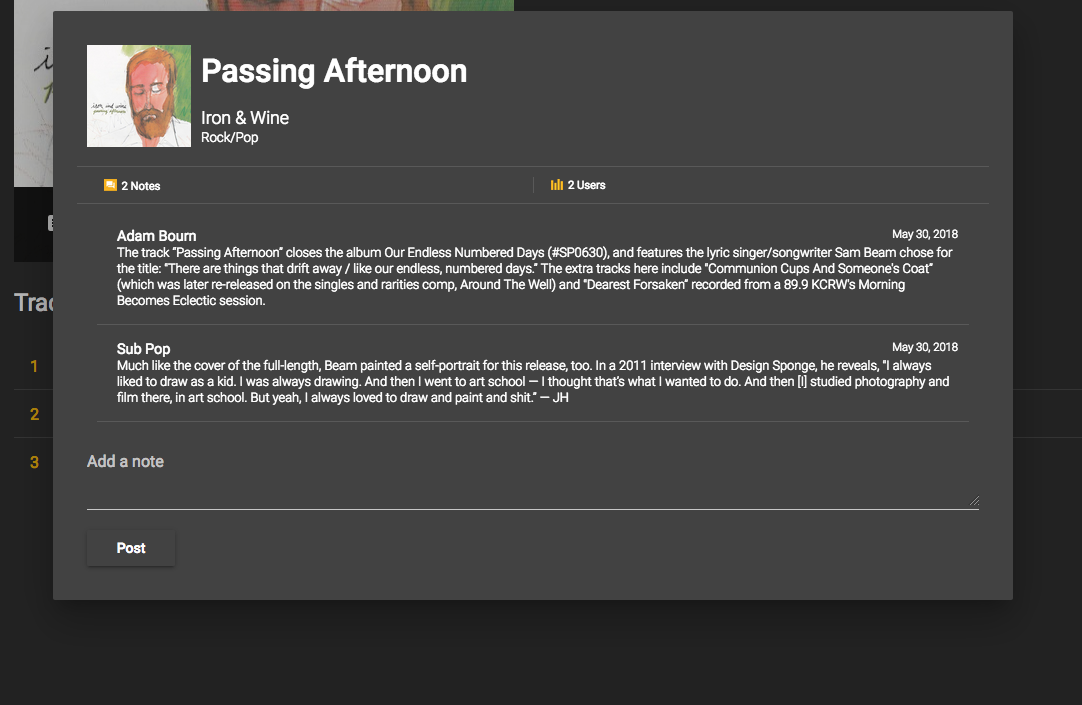 Passing Afternoon
Iron & Wine
Rock/Pop
2 Notes
2 Users
Adam Bourn
May 30, 2018
The track "Passing Afternoon" closes the album Our Endless Numbered Days (#SP0630), and features the lyric singer/songwriter Sam Beam chose for
the title: "There are things that drift away / like our endless, numbered days." The extra tracks here include "Communion Cups And Someone's Coat"
(which was later re-released on the singles and rarities comp, Around The Well) and "Dearest Forsaken" recorded from a 89.9 KCRW's Morning
Becomes Eclectic session.
Sub Pop
May 30, 2018
Much like the cover of the full-length, Beam painted a self-portrait for this release, too. In a 2011 interview with Design Sponge, he reveals, "I always
liked to draw as a kid. I was always drawing. And then I went to art school — I thought that's what I wanted to do. And then [I] studied photography and
film there, in art school. But yeah, I always loved to draw and paint and shit." — JH
Add a note
Post
1
2
3